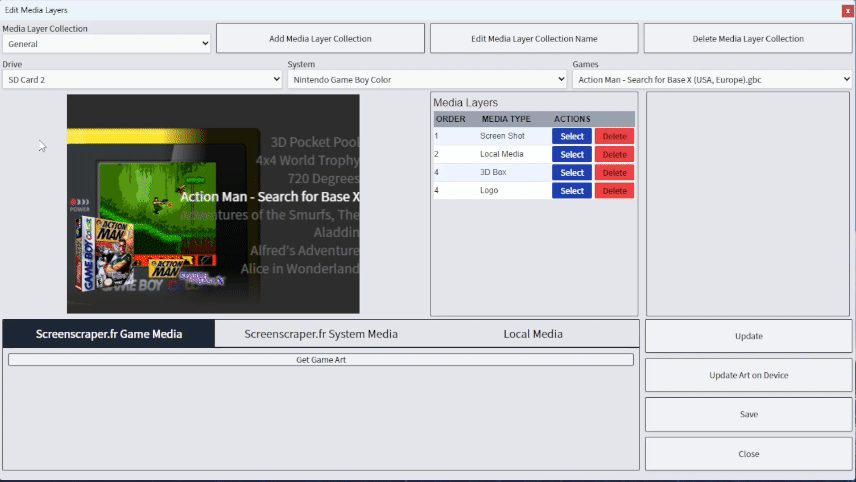 Edit Media Layers
x
Media Layer Collection
General
Add Media Layer Collection
Edit Media Layer Collection Name
Delete Media Layer Collection
Drive
System
Games
SD Card 2
Nintendo Game Boy Color
Action Man - Search for Base X (USA, Europe).gbc
3D Pocket Pool
4x4 World Trophy
720 Degrees
Action Man - Search for Base X
Adventures of the Smurfs, The
Aladdin
Alfred's Adventure
Alice in Wonderland
POWER
GAME BOY COLOR
ACTION MAN
ACTION MAN
GAME BOY
Media Layers
ORDER MEDIA TYPE ACTIONS
1 Screen Shot Select Delete
2 Local Media Select Delete
4 3D Box Select Delete
4 Logo Select Delete
Screenscraper.fr Game Media
Screenscraper.fr System Media
Local Media
Get Game Art
Update
Update Art on Device
Save
Close